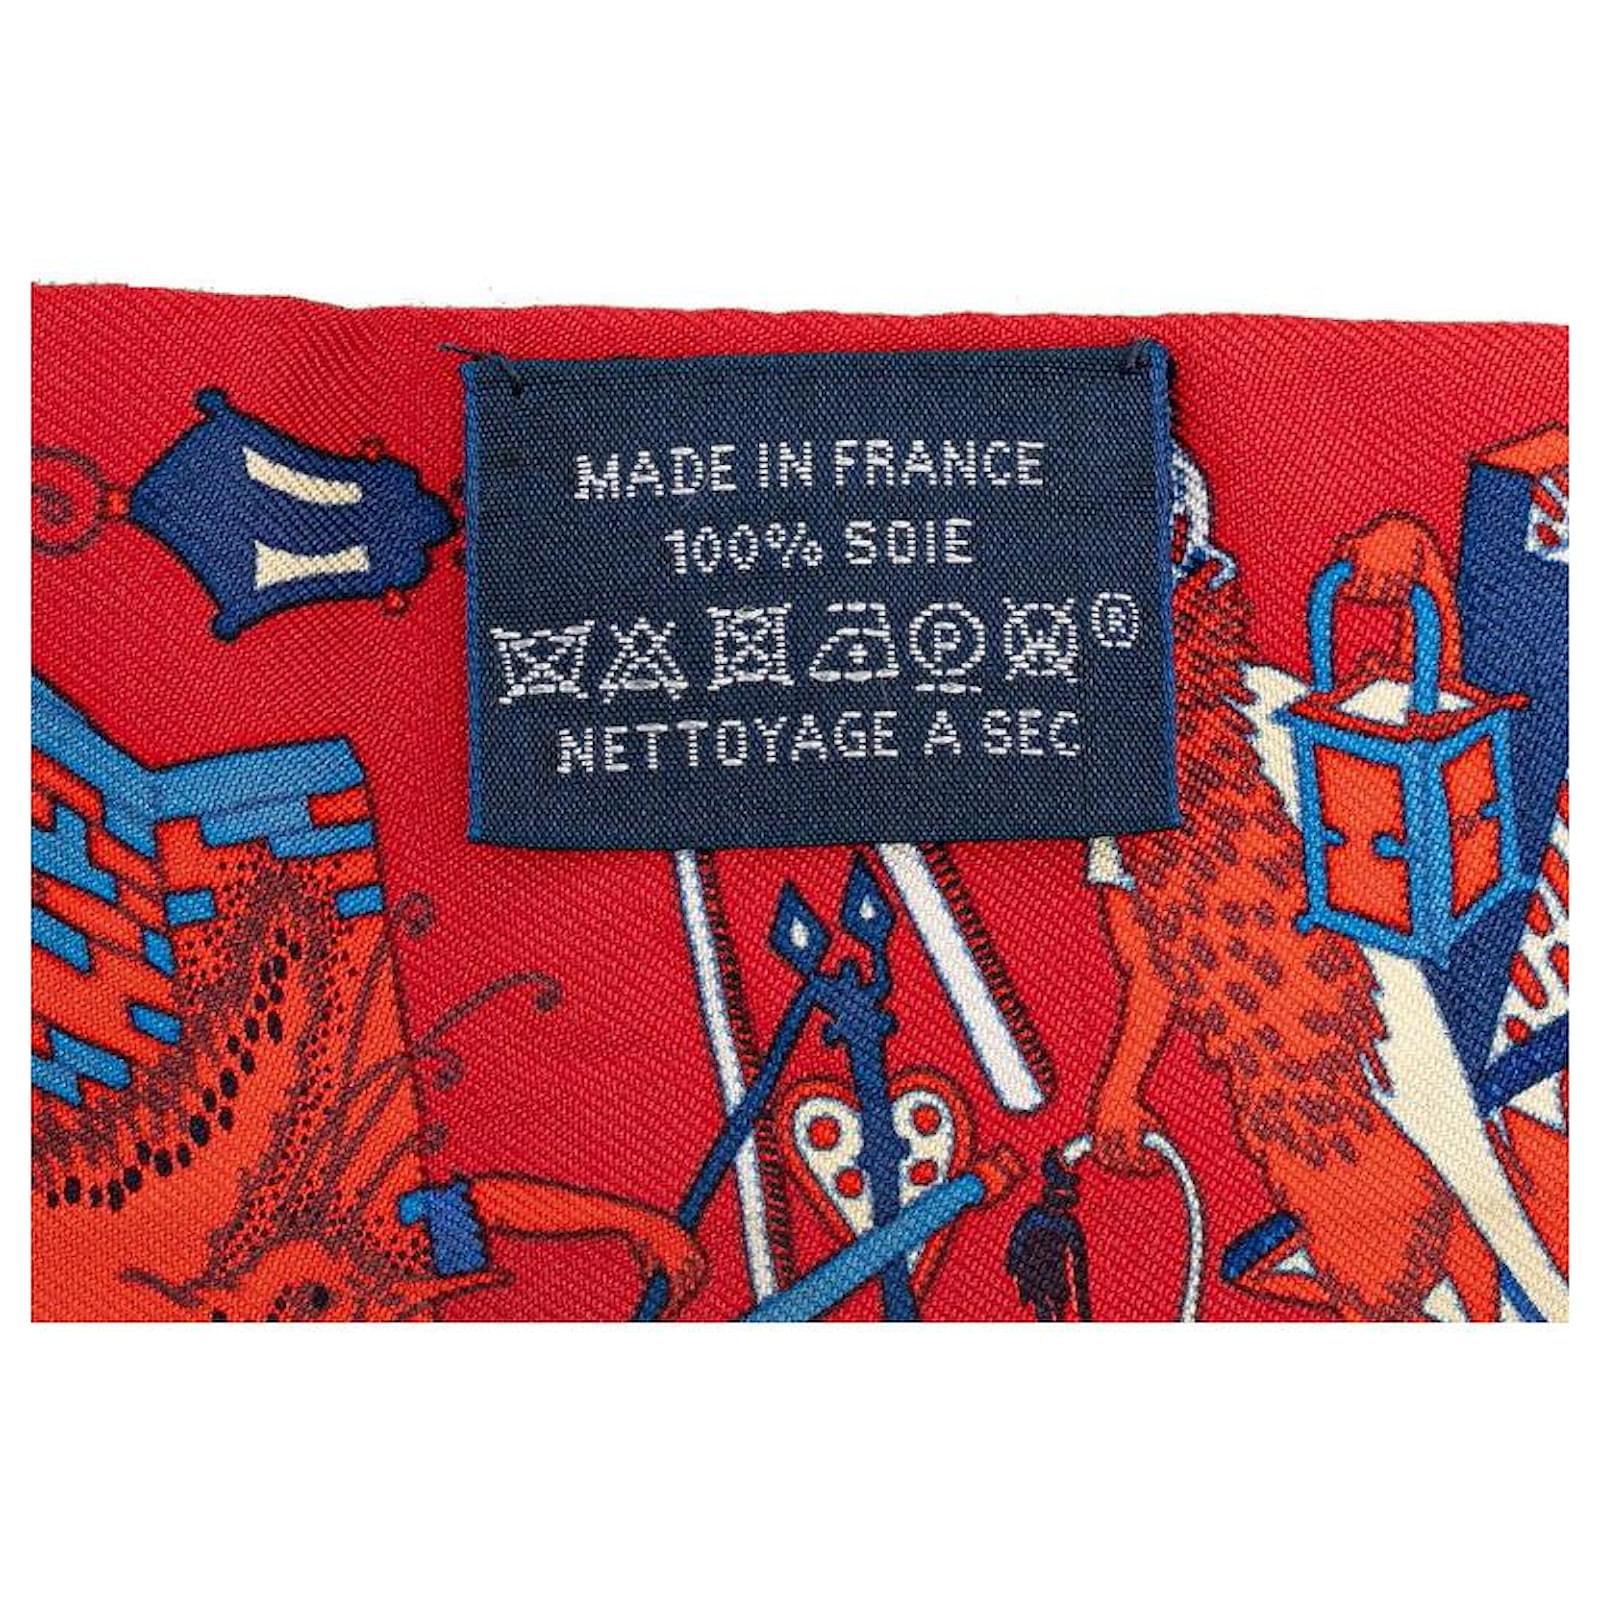 MADE IN FRANCE
100% SOIE
P W ®
NETTOYAGE A SEC